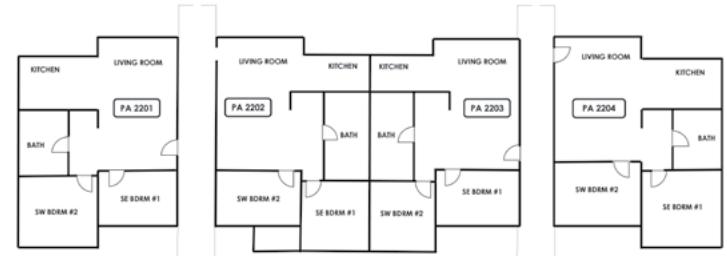 KITCHEN
LIVING ROOM
PA 2201
BATH
SW BDRM #2
SE BDRM #1
LIVING ROOM
KITCHEN
PA 2202
BATH
SW BDRM #2
SE BDRM #1
KITCHEN
LIVING ROOM
PA 2203
BATH
SW BDRM #2
SE BDRM #1
LIVING ROOM
KITCHEN
PA 2204
BATH
SW BDRM #2
SE BDRM #1